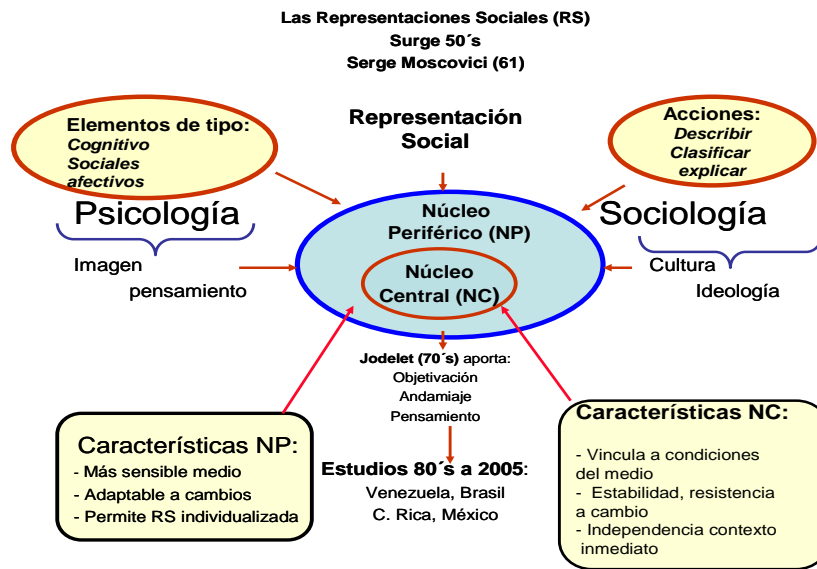 Las Representaciones Sociales (RS)
Surge 50´s
Serge Moscovici (61)
Elementos de tipo:
Cognitivo
Sociales
afectivos
Representación
Social
Acciones:
Describir
Clasificar
explicar
Psicología
Imagen
pensamiento
Núcleo
Periférico (NP)
Núcleo
Central (NC)
Sociología
Cultura
Ideología
Jodelet (70´s) aporta:
Objetivación
Andamiaje
Pensamiento
Características NP:
- Más sensible medio
- Adaptable a cambios
- Permite RS individualizada
Estudios 80´s a 2005:
Venezuela, Brasil
C. Rica, México
Características NC:
- Vincula a condiciones
del medio
- Estabilidad, resistencia
a cambio
- Independencia contexto
inmediato